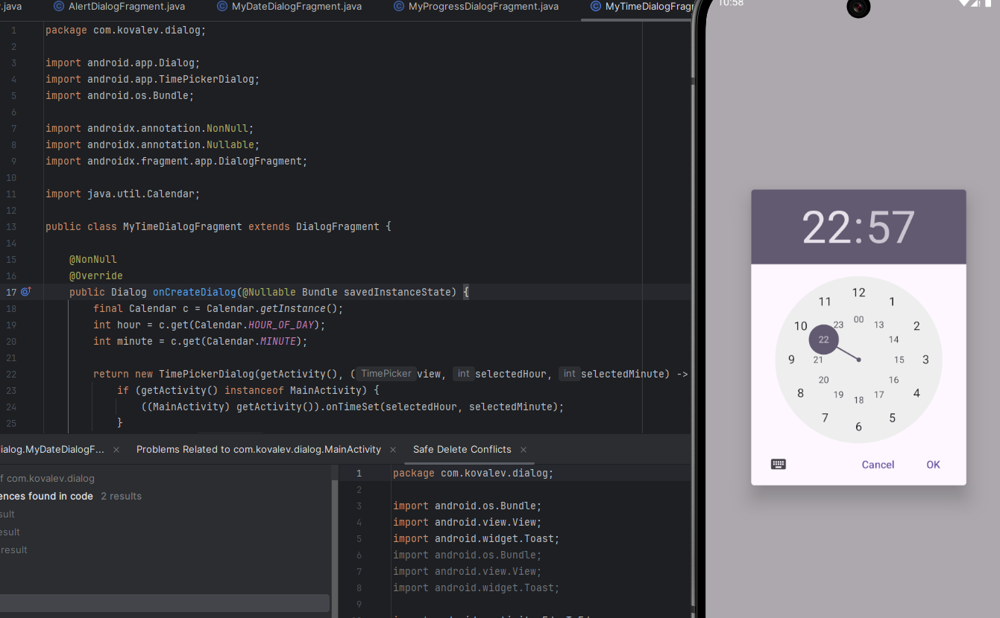 .java
AlertDialogFragment.java
MyDateDialogFragment.java
MyProgressDialogFragment.java
MyTimeDialogFragr
1 package com.kovalev.dialog;
2
3 import android.app.Dialog;
4 import android.app.TimePickerDialog;
5 import android.os.Bundle;
6
7 import androidx.annotation.NonNull;
8 import androidx.annotation.Nullable;
9 import androidx.fragment.app.DialogFragment;
10
11 import java.util.Calendar;
12
13 public class MyTimeDialogFragment extends DialogFragment {
14
15 @NonNull
16 @Override
17 public Dialog onCreateDialog(@Nullable Bundle savedInstanceState) {
18 final Calendar c = Calendar.getInstance();
19 int hour = c.get(Calendar.HOUR_OF_DAY);
20 int minute = c.get(Calendar.MINUTE);
21
22 return new TimePickerDialog(getActivity(), (TimePicker view, int selectedHour, int selectedMinute) ->
23 if (getActivity() instanceof MainActivity) {
24 ((MainActivity) getActivity()).onTimeSet(selectedHour, selectedMinute);
25 }
ialog.MyDateDialogF...
Problems Related to com.kovalev.dialog.MainActivity
Safe Delete Conflicts
f com.kovalev.dialog
ences found in code 2 results
sult
esult
result
1 package com.kovalev.dialog;
2
3 import android.os.Bundle;
4 import android.view.View;
5 import android.widget.Toast;
6 import android.os.Bundle;
7 import android.view.View;
8 import android.widget.Toast;
9
10:58
22:57
12
11
1
00
23
13
10
2
22
14
9
21
15
3
20
16
8
19
18
17
4
7
5
6
Cancel
OK